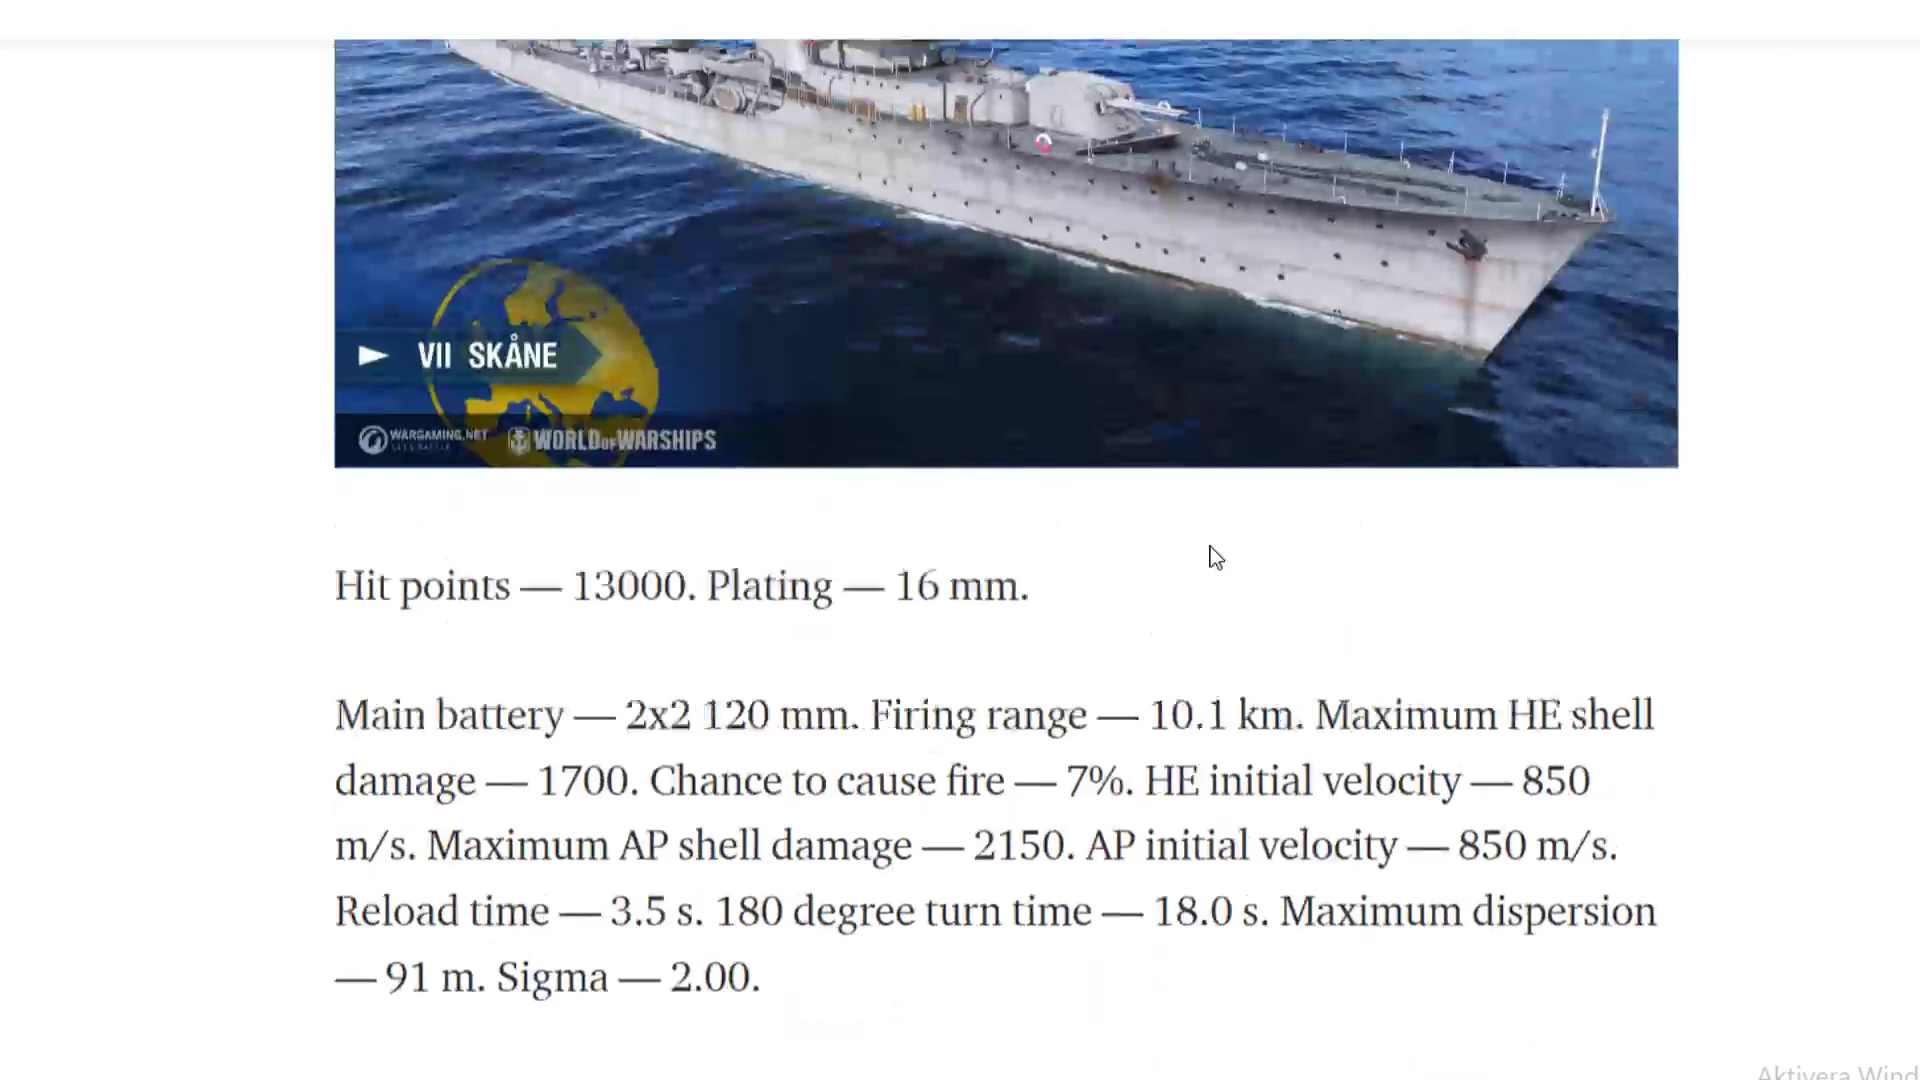 VII SKÅNE
WARGAMING.NET
WORLD OF WARSHIPS
Hit points — 13000. Plating — 16 mm.
Main battery — 2x2 120 mm. Firing range — 10.1 km. Maximum HE shell
damage — 1700. Chance to cause fire — 7%. HE initial velocity — 850
m/s. Maximum AP shell damage — 2150. AP initial velocity — 850 m/s.
Reload time — 3.5 s. 180 degree turn time — 18.0 s. Maximum dispersion
— 91 m. Sigma — 2.00.
Aktivera Wind